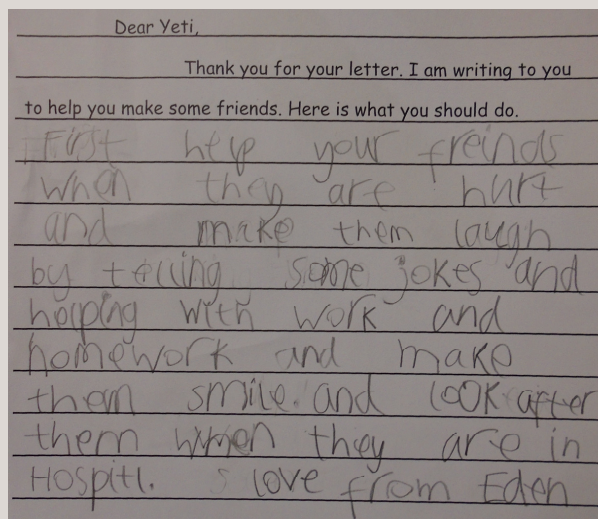 Dear Yeti,
Thank you for your letter. I am writing to you
to help you make some friends. Here is what you should do.
First help your freinds
when they are hurt
and make them laugh
by telling some jokes and
helping with work and
homework and make
them smile. and look after
them when they are in
Hospitl. love from Eden